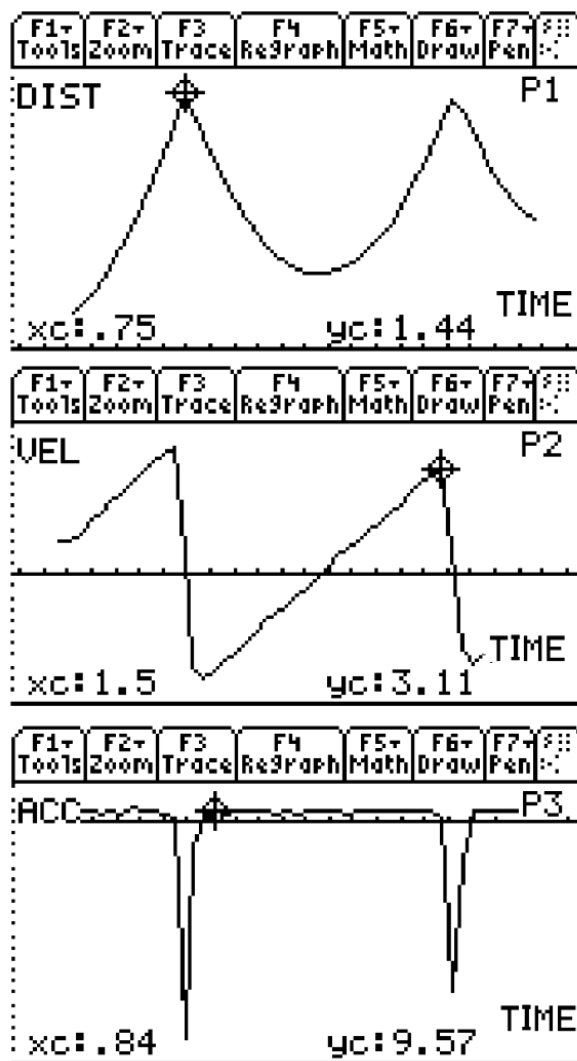 F1 F2 F3 F4 F5 F6 F7
Tools Zoom Trace ReGraph Math Draw Pen
DIST P1
TIME
xc:.75 yc:1.44
F1 F2 F3 F4 F5 F6 F7
Tools Zoom Trace ReGraph Math Draw Pen
VEL P2
TIME
xc:1.5 yc:3.11
F1 F2 F3 F4 F5 F6 F7
Tools Zoom Trace ReGraph Math Draw Pen
ACC P3
TIME
xc:.84 yc:9.57